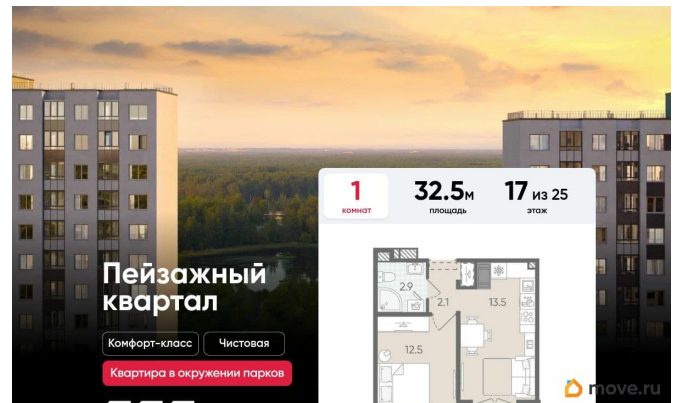 1
комнат
32.5м
площадь
17 из 25
этаж
Пейзажный
квартал
Комфорт-класс
Чистовая
Квартира в окружении парков
2.9
2.1
13.5
12.5
move.ru